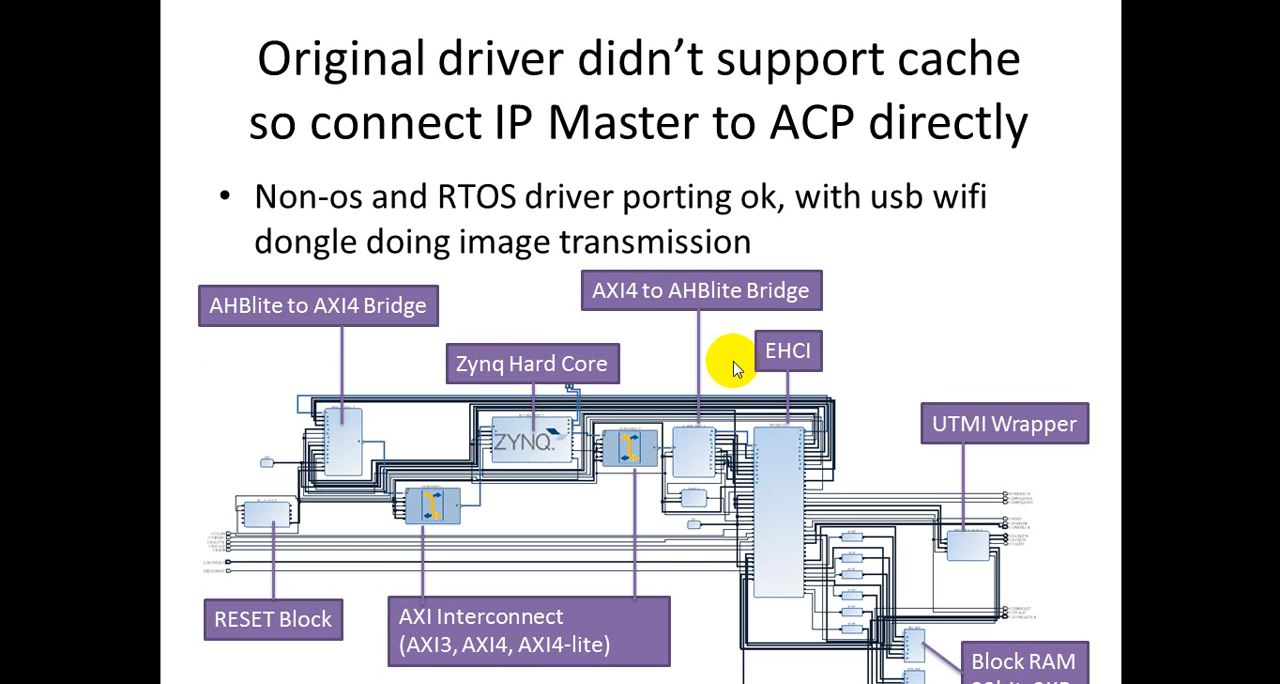 Original driver didn't support cache
so connect IP Master to ACP directly
• Non-os and RTOS driver porting ok, with usb wifi
dongle doing image transmission
AHBlite to AXI4 Bridge
AXI4 to AHBlite Bridge
Zynq Hard Core
EHCI
UTMI Wrapper
ZYNQ
RESET Block
AXI Interconnect
(AXI3, AXI4, AXI4-lite)
Block RAM